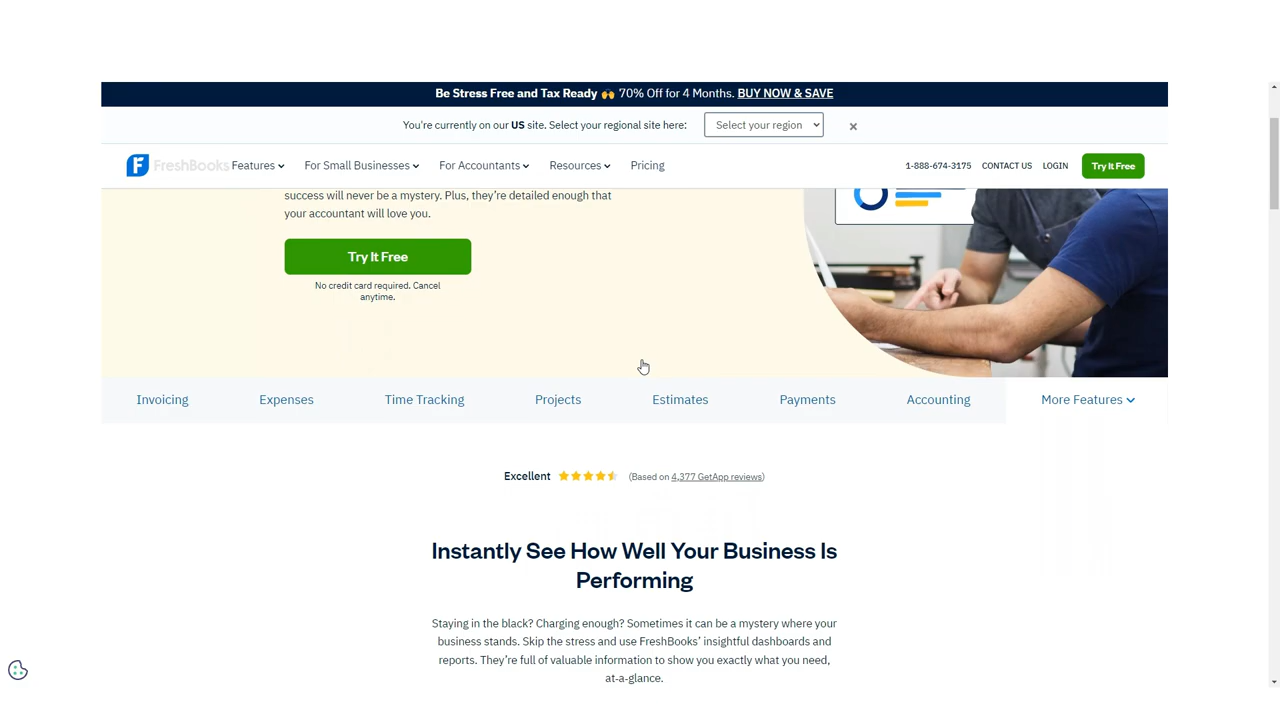 Be Stress Free and Tax Ready 🙌 70% Off for 4 Months. BUY NOW & SAVE
You're currently on our US site. Select your regional site here: Select your region
FreshBooks Features For Small Businesses For Accountants Resources Pricing 1-888-674-3175 CONTACT US LOGIN Try It Free
success will never be a mystery. Plus, they’re detailed enough that
your accountant will love you.
Try It Free
No credit card required. Cancel
anytime.
Invoicing Expenses Time Tracking Projects Estimates Payments Accounting More Features
Excellent (Based on 4,377 GetApp reviews)
Instantly See How Well Your Business Is
Performing
Staying in the black? Charging enough? Sometimes it can be a mystery where your
business stands. Skip the stress and use FreshBooks’ insightful dashboards and
reports. They’re full of valuable information to show you exactly what you need,
at-a-glance.